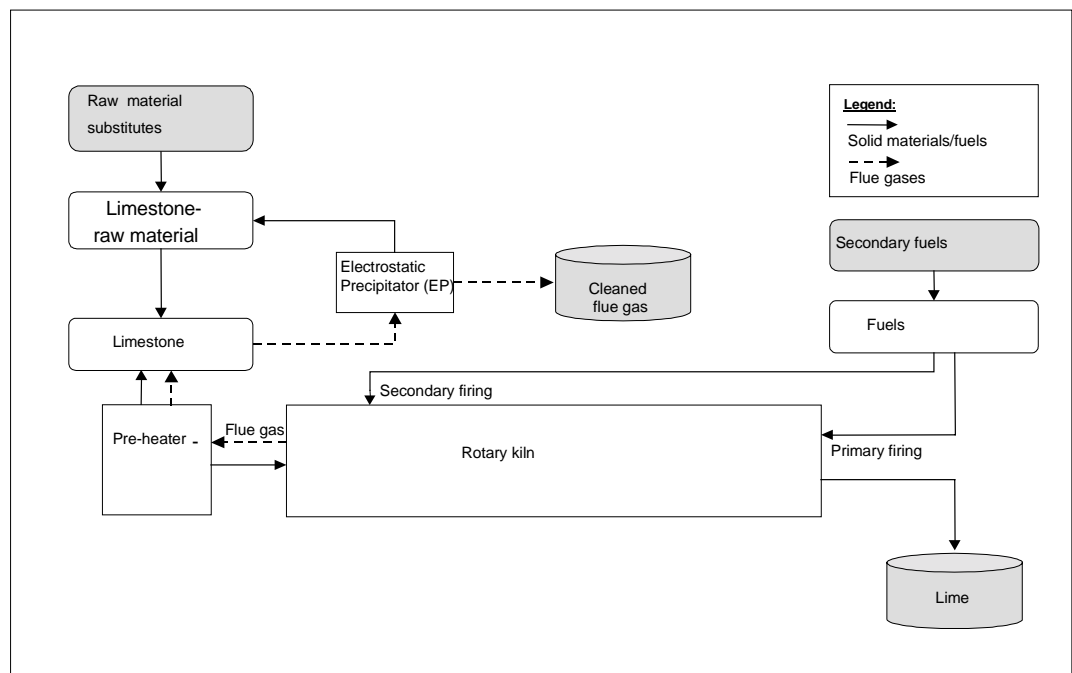 Raw material
substitutes
Legend:
Solid materials/fuels
Flue gases
Limestone-
raw material
Secondary fuels
Electrostatic
Precipitator (EP)
Cleaned
flue gas
Fuels
Limestone
Secondary firing
Flue gas
Pre-heater -
Rotary kiln
Primary firing
Lime